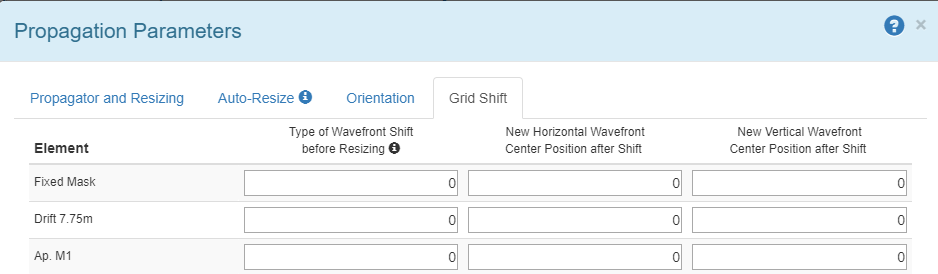 Propagation Parameters ? ×
Propagator and Resizing Auto-Resize i Orientation Grid Shift
Element Type of Wavefront Shift before Resizing i New Horizontal Wavefront Center Position after Shift New Vertical Wavefront Center Position after Shift
Fixed Mask 0 0 0
Drift 7.75m 0 0 0
Ap. M1 0 0 0